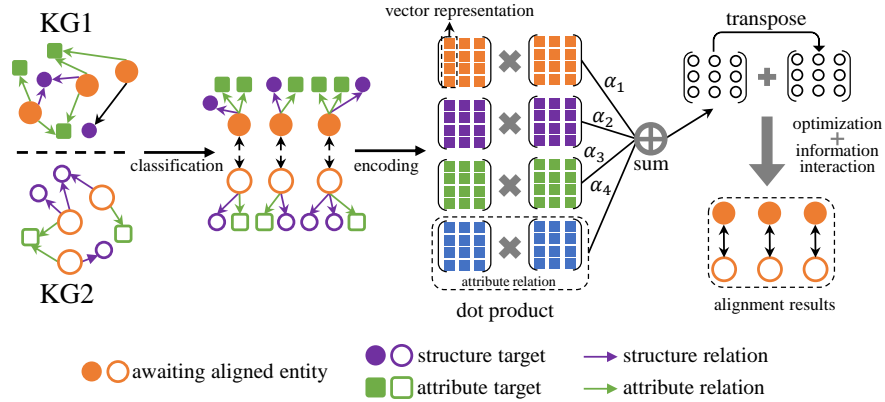 KG1
KG2
classification
encoding
vector representation
α1
α2
α3
α4
attribute relation
dot product
sum
transpose
optimization
+
information
interaction
alignment results
awaiting aligned entity
structure target
structure relation
attribute target
attribute relation